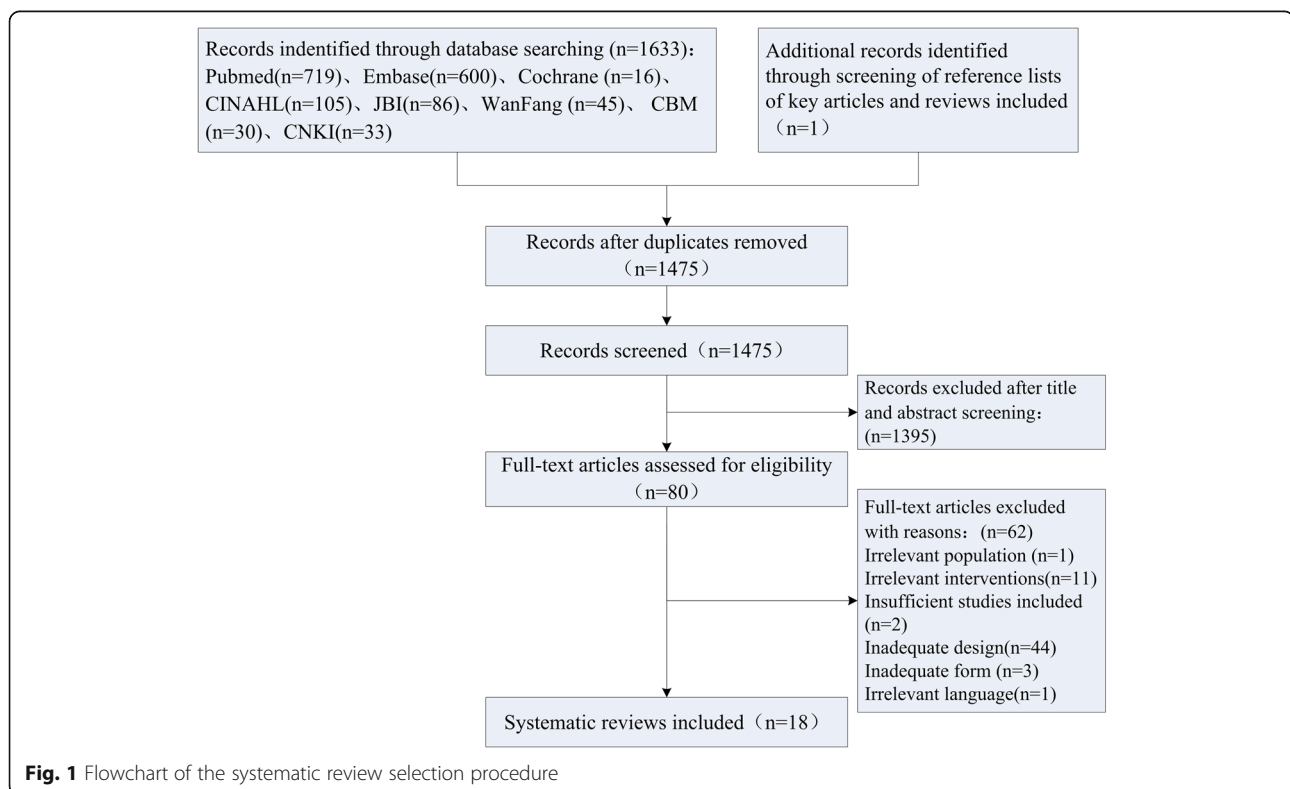 Records indentified through database searching (n=1633)：
Pubmed(n=719)、Embase(n=600)、Cochrane (n=16)、
CINAHL(n=105)、JBI(n=86)、WanFang (n=45)、 CBM
(n=30)、CNKI(n=33)
Additional records identified
through screening of reference lists
of key articles and reviews included
（n=1）
Records after duplicates removed
（n=1475）
Records screened（n=1475）
Records excluded after title
and abstract screening：
(n=1395)
Full-text articles assessed for eligibility
（n=80）
Full-text articles excluded
with reasons： (n=62)
Irrelevant population (n=1)
Irrelevant interventions(n=11)
Insufficient studies included
(n=2)
Inadequate design(n=44)
Inadequate form (n=3)
Irrelevant language(n=1)
Systematic reviews included（n=18）
Fig. 1 Flowchart of the systematic review selection procedure